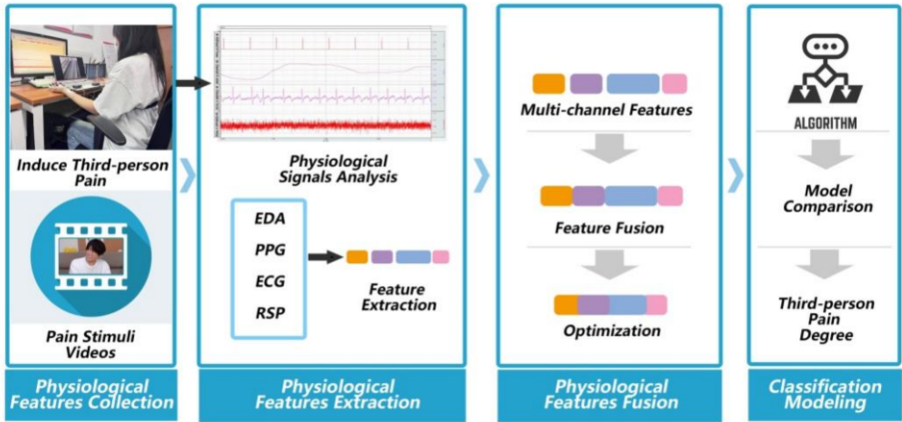 Induce Third-person
Pain
Pain Stimuli
Videos
Physiological
Features Collection
Physiological
Signals Analysis
EDA
PPG
ECG
RSP
Feature
Extraction
Physiological
Features Extraction
Multi-channel Features
Feature Fusion
Optimization
Physiological
Features Fusion
ALGORITHM
Model
Comparison
Third-person
Pain
Degree
Classification
Modeling